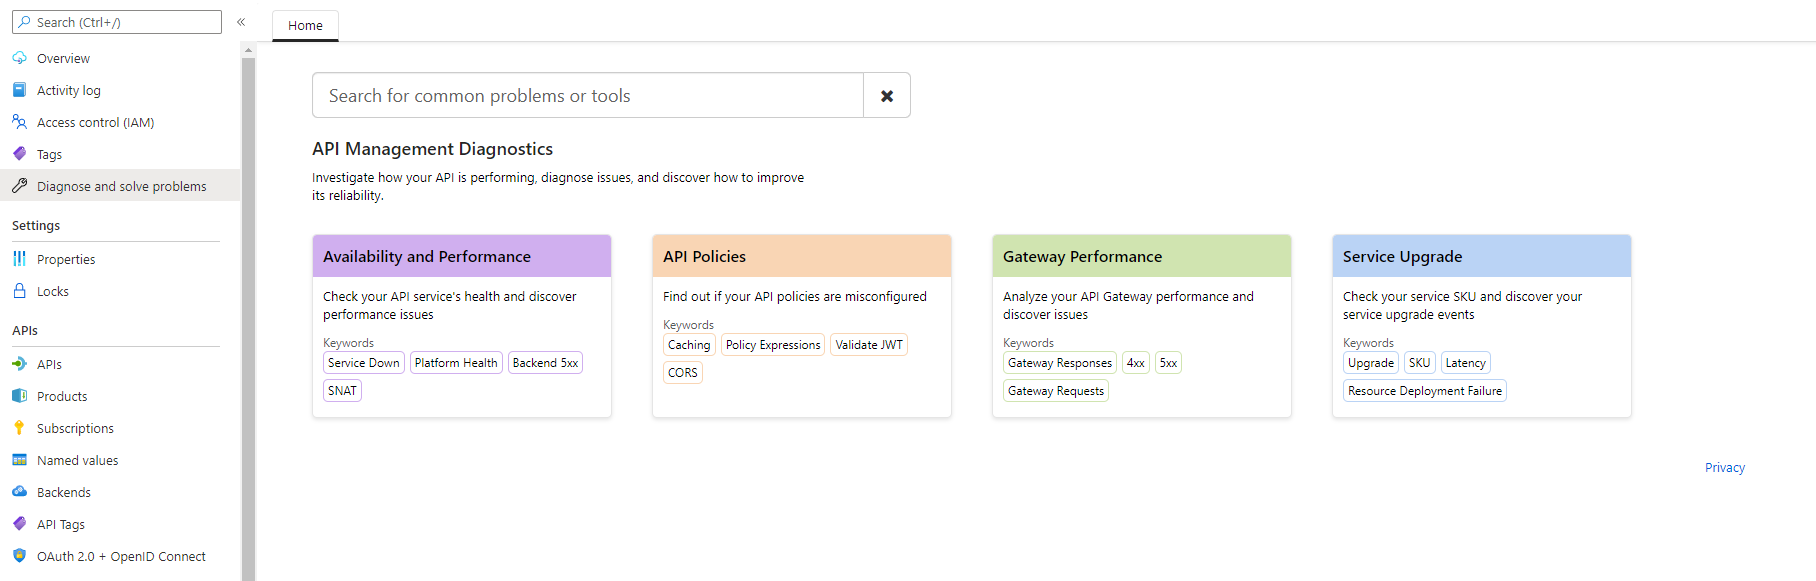 Search (Ctrl+/)
«
Overview
Activity log
Access control (IAM)
Tags
Diagnose and solve problems
Settings
Properties
Locks
APIs
APIs
Products
Subscriptions
Named values
Backends
API Tags
OAuth 2.0 + OpenID Connect
Home
Search for common problems or tools
API Management Diagnostics
Investigate how your API is performing, diagnose issues, and discover how to improve
its reliability.
Availability and Performance
Check your API service's health and discover
performance issues
Keywords
Service Down Platform Health Backend 5xx
SNAT
API Policies
Find out if your API policies are misconfigured
Keywords
Caching Policy Expressions Validate JWT
CORS
Gateway Performance
Analyze your API Gateway performance and
discover issues
Keywords
Gateway Responses 4xx 5xx
Gateway Requests
Service Upgrade
Check your service SKU and discover your
service upgrade events
Keywords
Upgrade SKU Latency
Resource Deployment Failure
Privacy